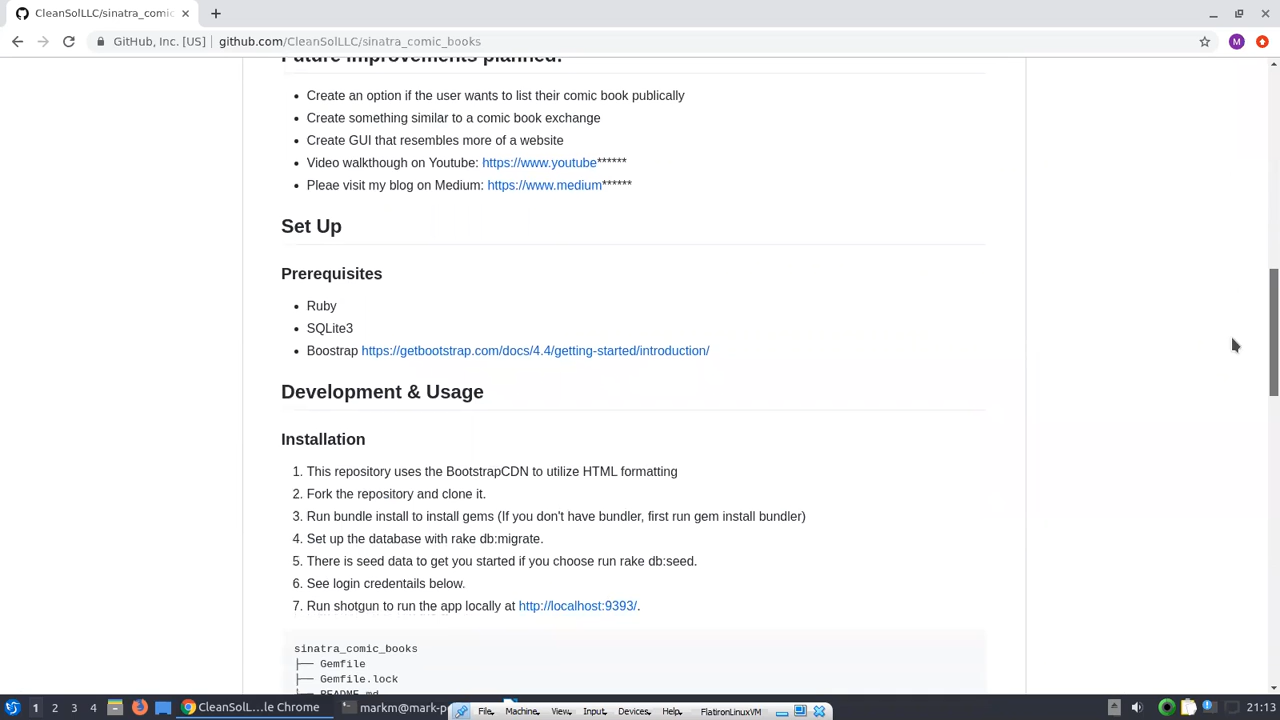 CleanSolLLC/sinatra_comic
GitHub, Inc. [US]
github.com/CleanSolLLC/sinatra_comic_books
M
Future improvements planned:
Create an option if the user wants to list their comic book publically
Create something similar to a comic book exchange
Create GUI that resembles more of a website
Video walkthough on Youtube: https://www.youtube******
Pleae visit my blog on Medium: https://www.medium******
Set Up
Prerequisites
Ruby
SQLite3
Boostrap https://getbootstrap.com/docs/4.4/getting-started/introduction/
Development & Usage
Installation
1. This repository uses the BootstrapCDN to utilize HTML formatting
2. Fork the repository and clone it.
3. Run bundle install to install gems (If you don't have bundler, first run gem install bundler)
4. Set up the database with rake db:migrate.
5. There is seed data to get you started if you choose run rake db:seed.
6. See login credentails below.
7. Run shotgun to run the app locally at http://localhost:9393/.
sinatra_comic_books
├── Gemfile
├── Gemfile.lock
├── README.md
1 2 3 4 CleanSolL...le Chrome markm@mark-p File Machine View Input Devices Help FlatironLinuxVM 21:13